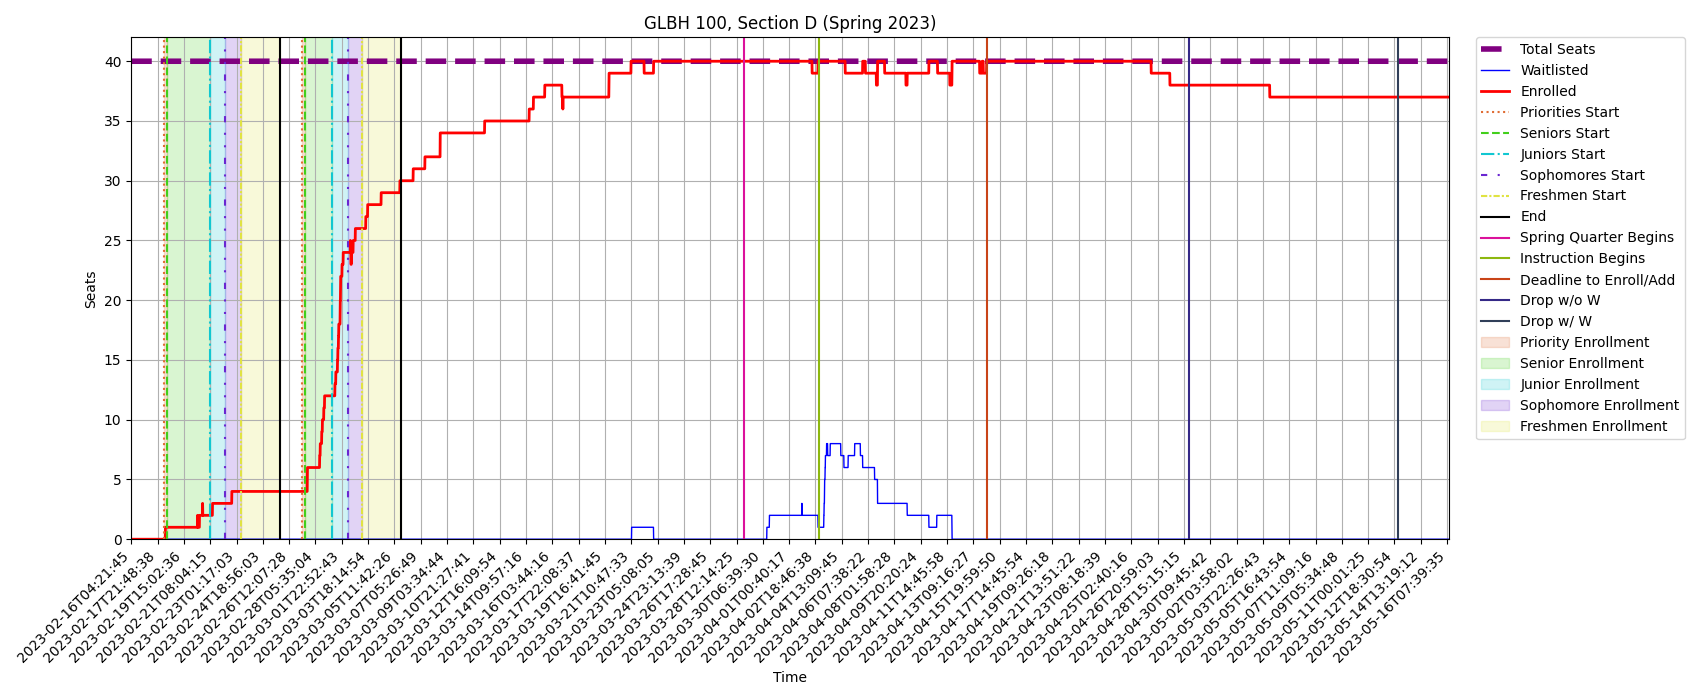 GLBH 100, Section D (Spring 2023)
Seats
40
35
30
25
20
15
10
5
0
2023-02-16T04:21:45
2023-02-17T21:48:38
2023-02-19T15:02:36
2023-02-21T08:04:15
2023-02-23T01:17:03
2023-02-24T18:56:03
2023-02-26T12:07:28
2023-02-28T05:35:04
2023-03-01T22:52:43
2023-03-03T18:14:54
2023-03-05T11:42:26
2023-03-07T05:26:49
2023-03-09T03:34:44
2023-03-10T21:27:41
2023-03-12T16:09:54
2023-03-14T09:57:16
2023-03-16T03:44:16
2023-03-17T22:08:37
2023-03-19T16:41:45
2023-03-21T10:47:33
2023-03-23T05:08:05
2023-03-24T23:13:39
2023-03-26T17:28:45
2023-03-28T12:14:25
2023-03-30T06:39:30
2023-04-01T00:40:17
2023-04-02T18:46:38
2023-04-04T13:09:45
2023-04-06T07:38:22
2023-04-08T01:58:28
2023-04-09T20:20:24
2023-04-11T14:45:58
2023-04-13T09:16:27
2023-04-15T19:59:50
2023-04-17T14:45:54
2023-04-19T09:26:18
2023-04-21T13:51:22
2023-04-23T08:18:39
2023-04-25T02:40:16
2023-04-26T20:59:03
2023-04-28T15:15:15
2023-04-30T09:45:42
2023-05-02T03:58:02
2023-05-03T22:26:43
2023-05-05T16:43:54
2023-05-07T11:09:16
2023-05-09T05:34:48
2023-05-11T00:01:25
2023-05-12T18:30:54
2023-05-14T13:19:12
2023-05-16T07:39:35
Time
Total Seats
Waitlisted
Enrolled
Priorities Start
Seniors Start
Juniors Start
Sophomores Start
Freshmen Start
End
Spring Quarter Begins
Instruction Begins
Deadline to Enroll/Add
Drop w/o W
Drop w/ W
Priority Enrollment
Senior Enrollment
Junior Enrollment
Sophomore Enrollment
Freshmen Enrollment